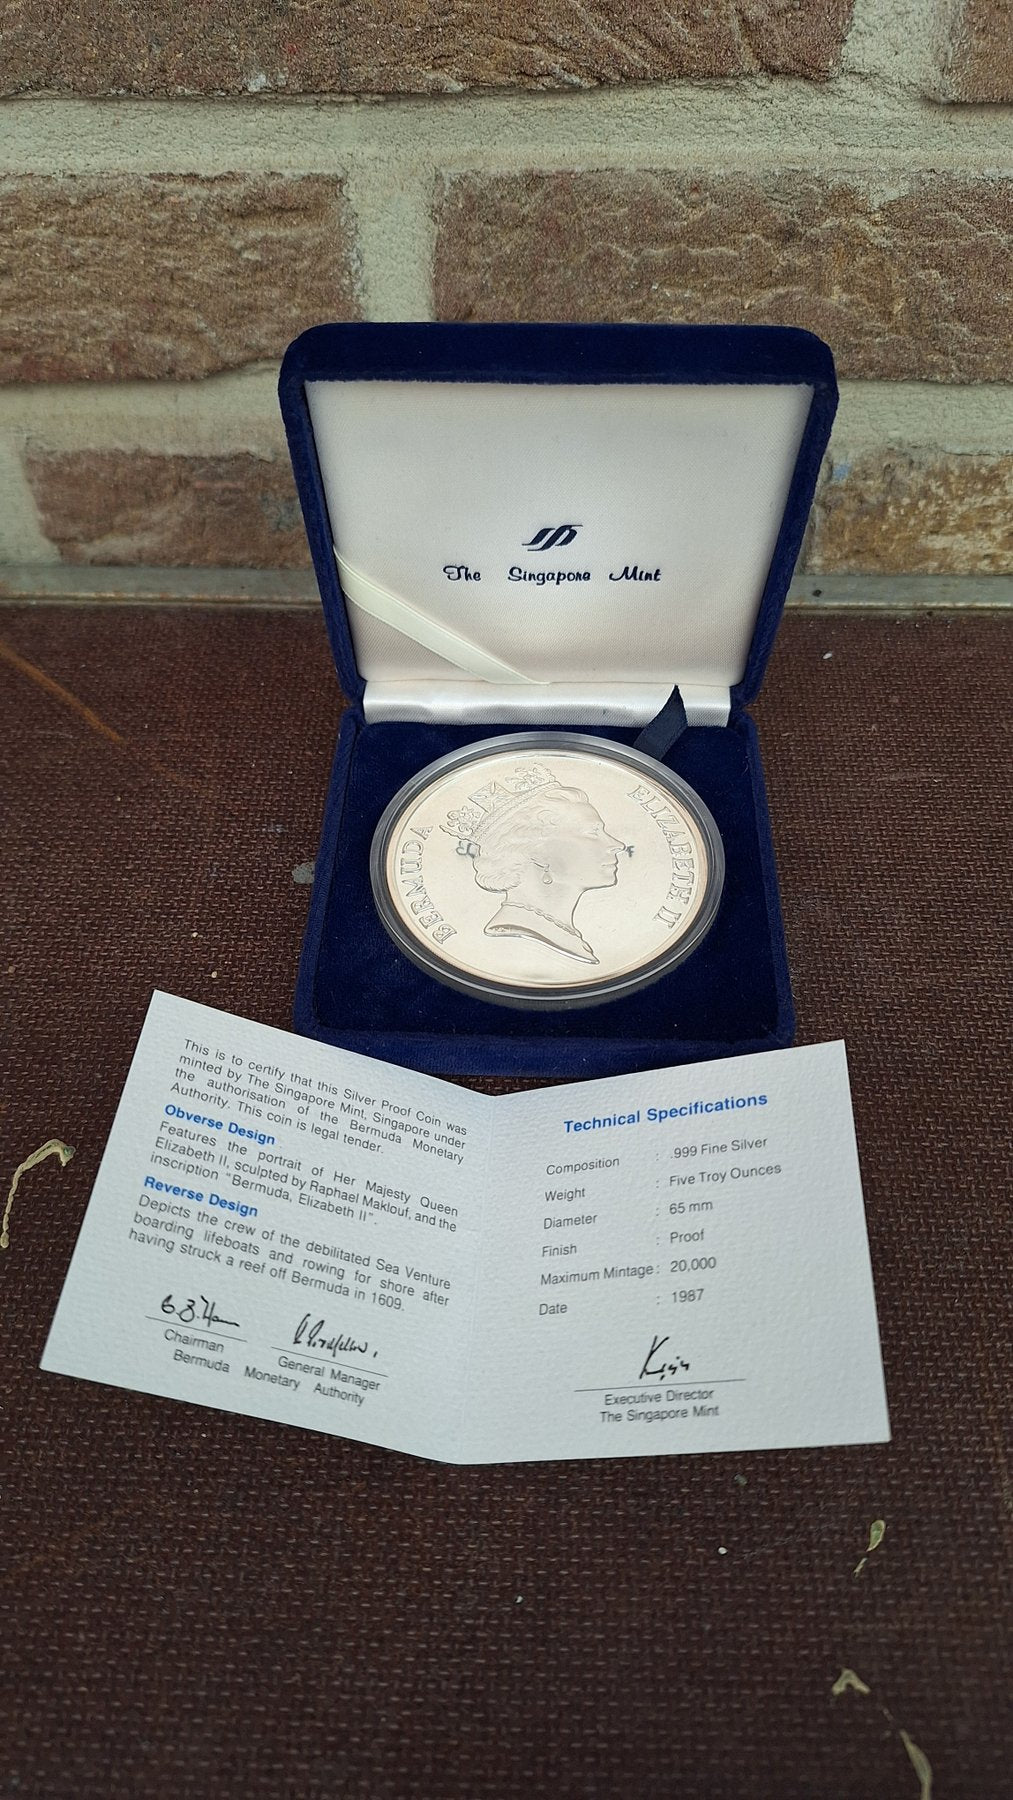 The Singapore Mint
BERMUDA
ELIZABETH II
This is to certify that this Silver Proof Coin was
minted by The Singapore Mint, Singapore under
the authorisation of the Bermuda Monetary
Authority. This coin is legal tender.
Obverse Design
Features the portrait of Her Majesty Queen
Elizabeth II, sculpted by Raphael Maklouf, and the
inscription "Bermuda, Elizabeth II".
Reverse Design
Depicts the crew of the debilitated Sea Venture
boarding lifeboats and rowing for shore after
having struck a reef off Bermuda in 1609.
Chairman
General Manager
Bermuda Monetary Authority
Technical Specifications
Composition : .999 Fine Silver
Weight : Five Troy Ounces
Diameter : 65 mm
Finish : Proof
Maximum Mintage : 20,000
Date : 1987
Executive Director
The Singapore Mint